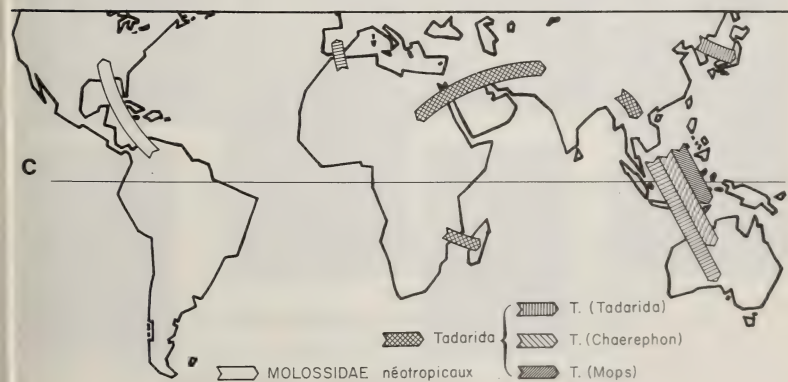 C
T. (Tadarida)
Tadarida
T. (Chaerephon)
MOLOSSIDAE néotropicaux
T. (Mops)